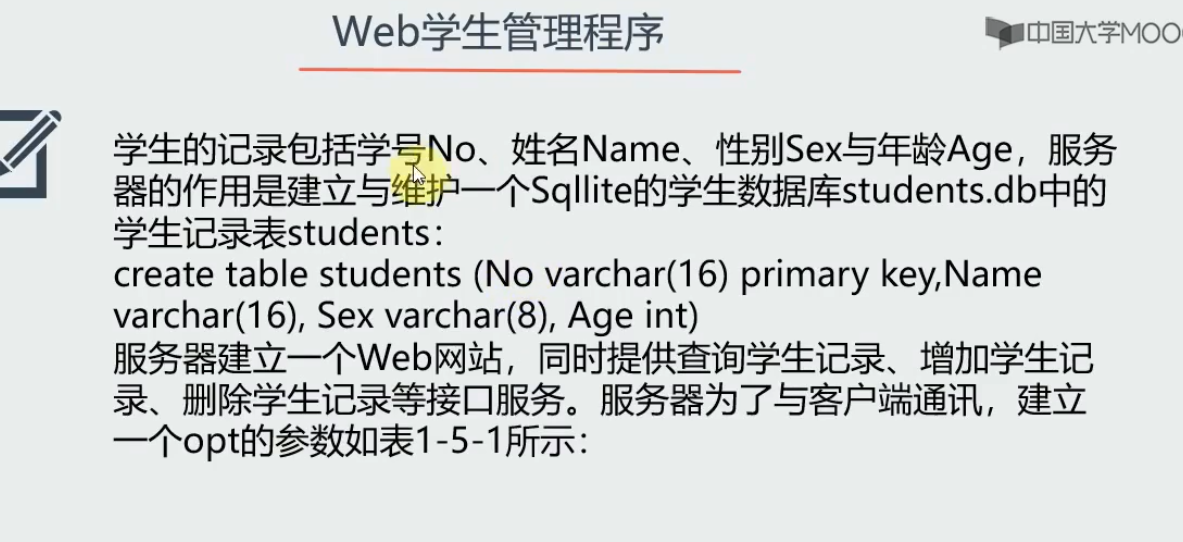 Web学生管理程序
中国大学MOO
学生的记录包括学号No、姓名Name、性别Sex与年龄Age，服务
器的作用是建立与维护一个Sqllite的学生数据库students.db中的
学生记录表students：
create table students (No varchar(16) primary key,Name
varchar(16), Sex varchar(8), Age int)
服务器建立一个Web网站，同时提供查询学生记录、增加学生记
录、删除学生记录等接口服务。服务器为了与客户端通讯，建立
一个opt的参数如表1-5-1所示：